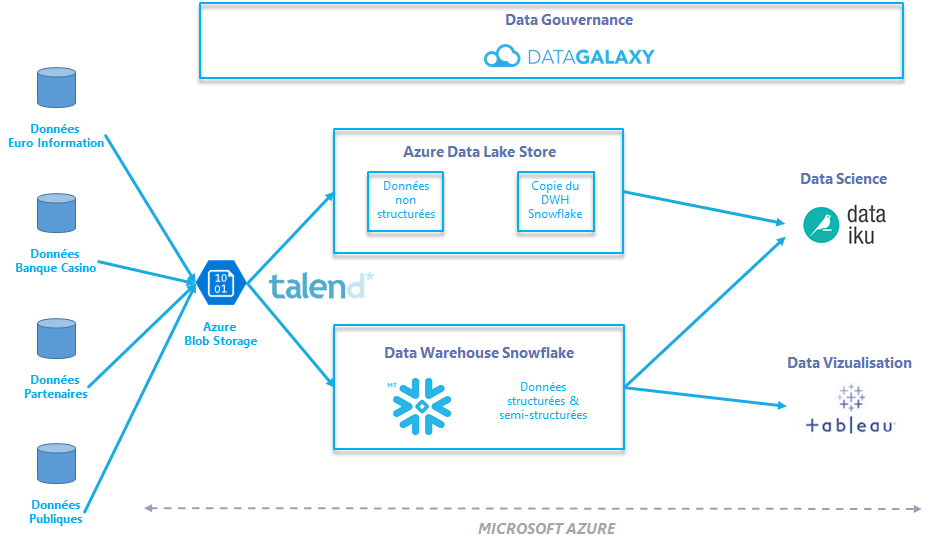 Data Gouvernance
DATAGALAXY
Données
Euro Information
Données
Banque Casino
Données
Partenaires
Données
Publiques
10
01
Azure
Blob Storage
talend*
Azure Data Lake Store
Données
non
structurées
Copie du
DWH
Snowflake
Data Warehouse Snowflake
MT
Données
structurées &
semi-structurées
Data Science
data
iku
Data Vizualisation
tableau
MICROSOFT AZURE